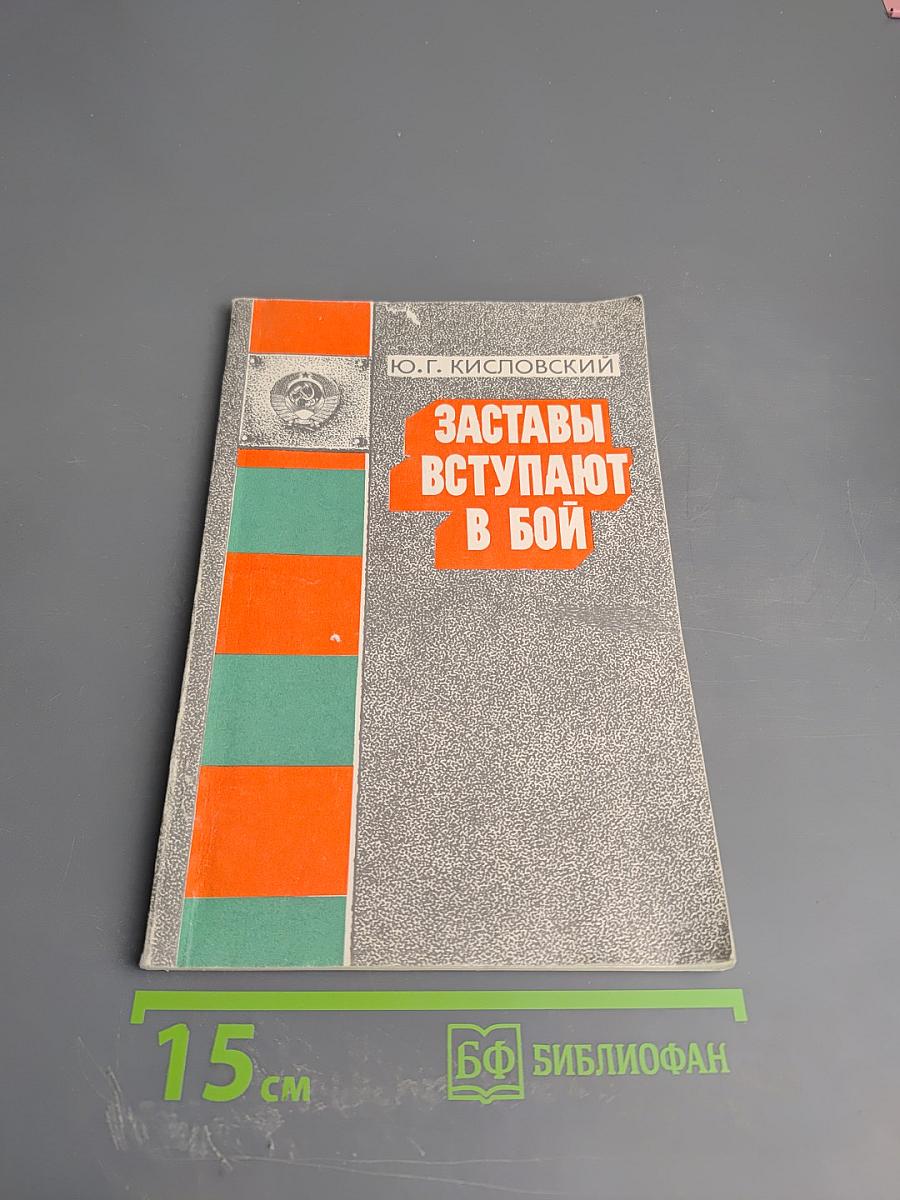 Ю.Г. КИСЛОВСКИЙ
ЗАСТАВЫ
ВСТУПАЮТ
В БОЙ
15 см
БФ БИБЛИОФАН